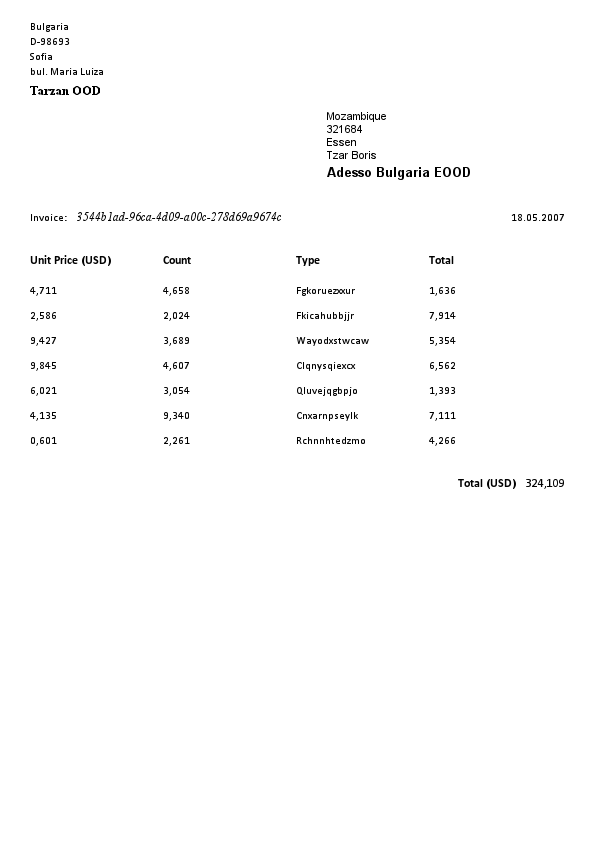 Bulgaria
D-98693
Sofia
bul. Maria Luiza
Tarzan OOD
Mozambique
321684
Essen
Tzar Boris
Adesso Bulgaria EOOD
Invoice: 3544b1ad-96ca-4d09-a00c-278d69a9674c 18.05.2007
Unit Price (USD) Count Type Total
4,711 4,658 Fgkoruezxxur 1,636
2,586 2,024 Fkicahubbjjr 7,914
9,427 3,689 Wayodxstwcaw 5,354
9,845 4,607 Clqnysqiexcx 6,562
6,021 3,054 Qluvejqgbpjo 1,393
4,135 9,340 Cnxarnpseylk 7,111
0,601 2,261 Rchnnhtedzmo 4,266
Total (USD) 324,109